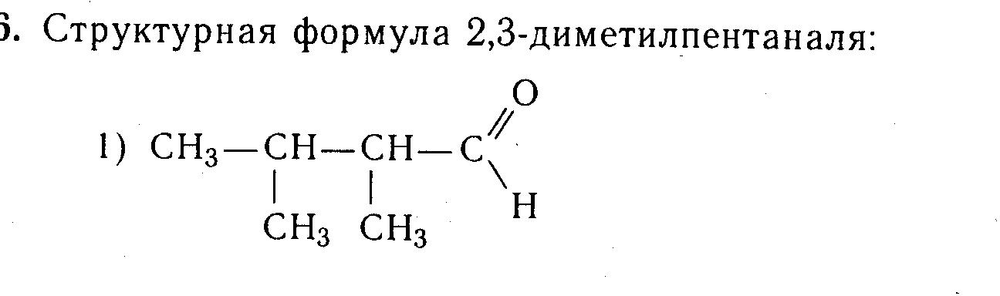 6. Структурная формула 2,3-диметилпентаналя:
O
1) CH₃—CH—CH—C
H
CH₃ CH₃